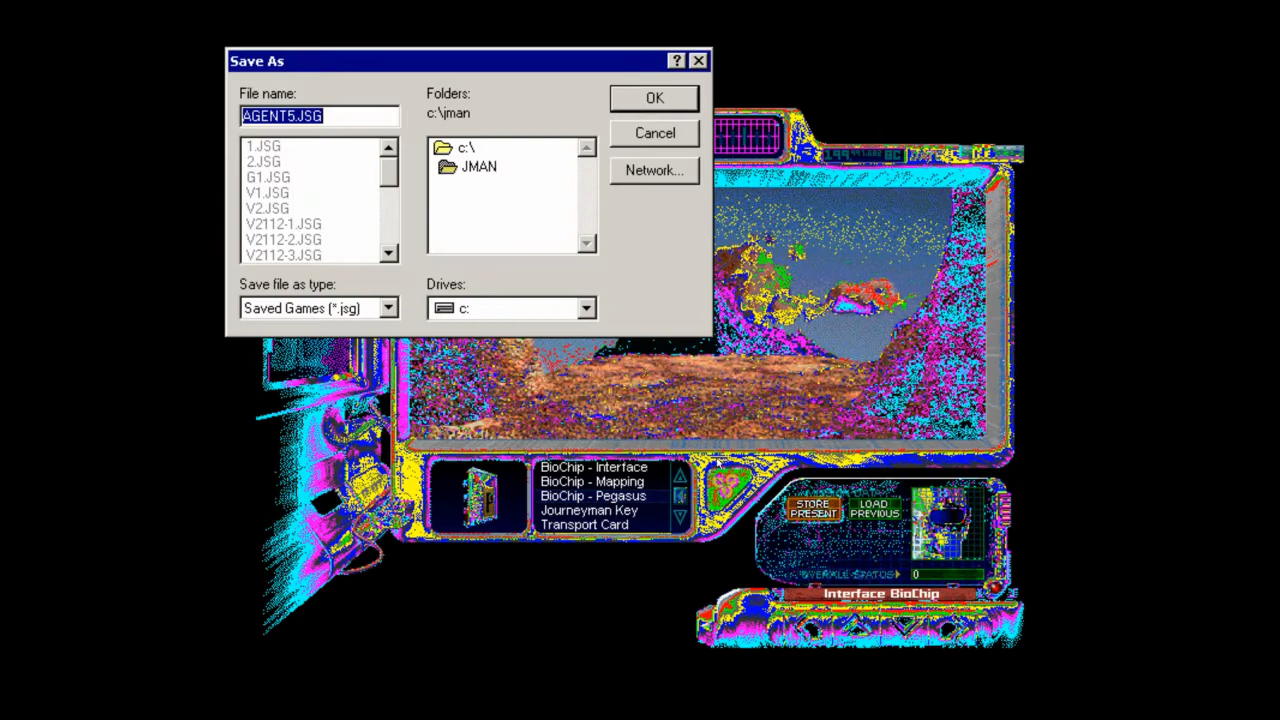 Save As
File name:
AGENT5.JSG
1.JSG
2.JSG
G1.JSG
V1.JSG
V2.JSG
V2112-1.JSG
V2112-2.JSG
V2112-3.JSG
Save file as type:
Saved Games (*.jsg)
Folders:
c:\jman
c:\
JMAN
Drives:
c:
OK
Cancel
Network...
BioChip - Interface
BioChip - Mapping
BioChip - Pegasus
Journeyman Key
Transport Card
STORE PRESENT
LOAD PREVIOUS
0
Interface BioChip